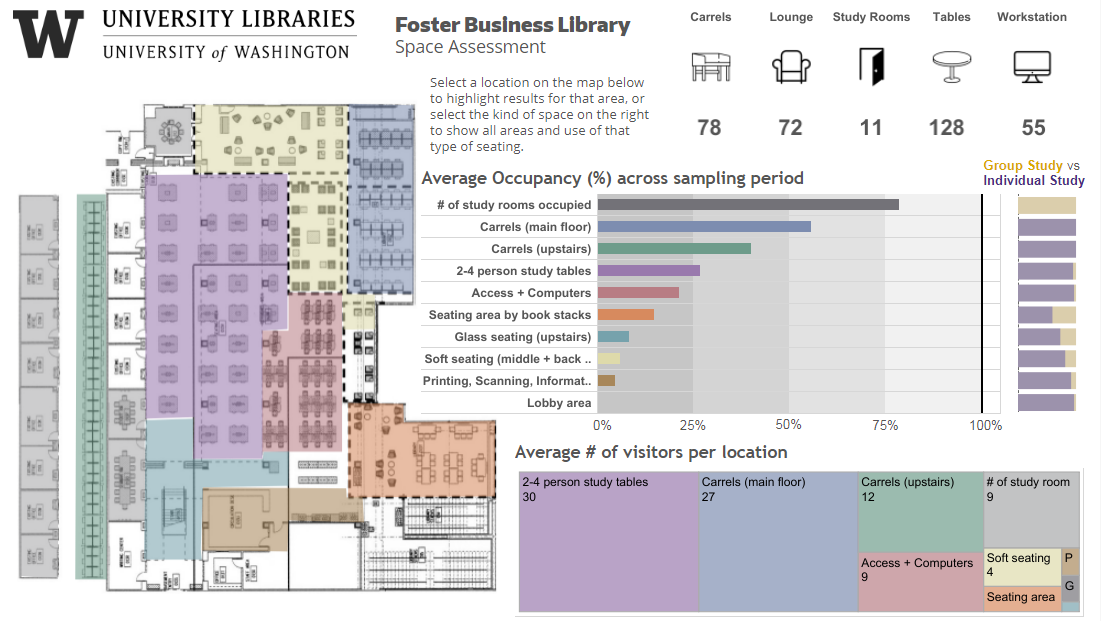 W UNIVERSITY LIBRARIES
UNIVERSITY of WASHINGTON
Foster Business Library
Space Assessment
Select a location on the map below
to highlight results for that area, or
select the kind of space on the right
to show all areas and use of that
type of seating.
Carrels Lounge Study Rooms Tables Workstation
78 72 11 128 55
Group Study vs
Individual Study
Average Occupancy (%) across sampling period
# of study rooms occupied
Carrels (main floor)
Carrels (upstairs)
2-4 person study tables
Access + Computers
Seating area by book stacks
Glass seating (upstairs)
Soft seating (middle + back ..
Printing, Scanning, Informat..
Lobby area
0% 25% 50% 75% 100%
Average # of visitors per location
2-4 person study tables
30
Carrels (main floor)
27
Carrels (upstairs)
12
# of study room
9
Access + Computers
9
Soft seating
4
P
G
Seating area